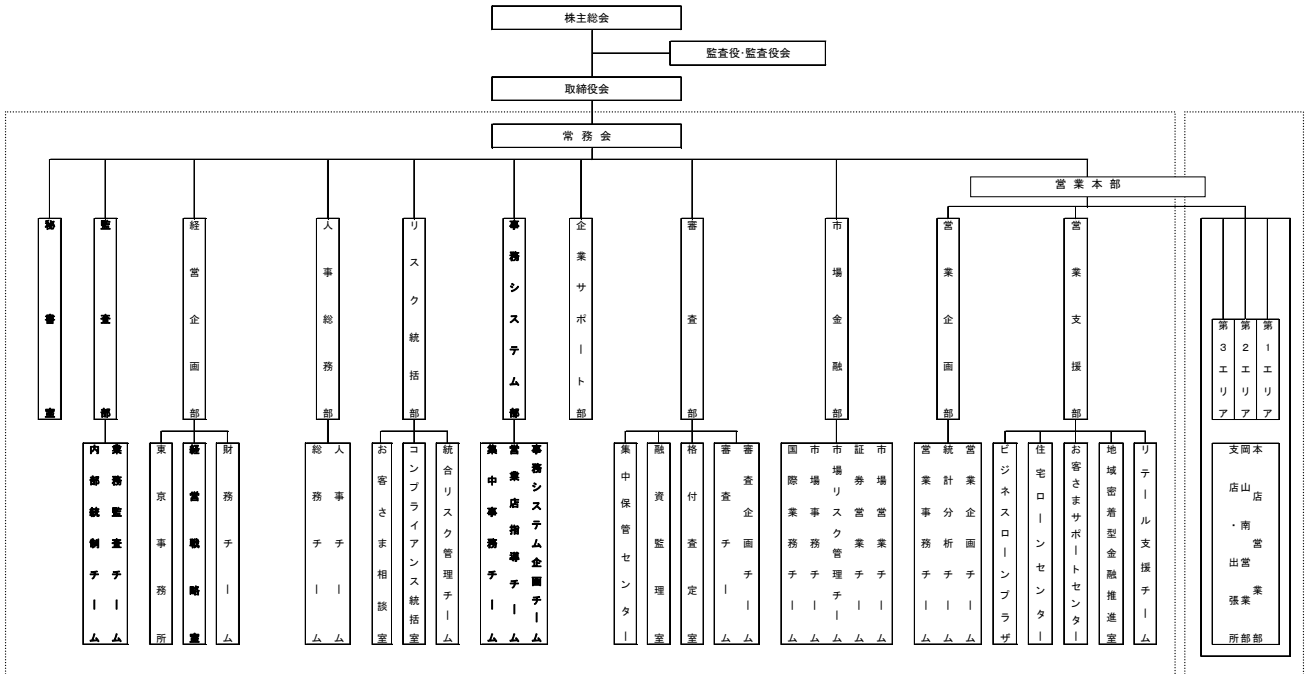 株主総会
監査役・監査役会
取締役会
常務会
営業本部
秘書室
監査部
経営企画部
人事総務部
リスク統括部
事務システム部
企業サポート部
審査部
市場金融部
営業企画部
営業支援部
第3エリア
第2エリア
第1エリア
内部統制チーム
業務監査チーム
東京事務所
経営戦略室
財務チーム
総務チーム
人事チーム
お客さま相談室
コンプライアンス統括室
統合リスク管理チーム
集中事務チーム
営業店指導チーム
事務システム企画チーム
集中保管センター
融資監理室
格付査定室
審査チーム
審査企画チーム
国際業務チーム
市場事務チーム
市場リスク管理チーム
証券営業チーム
市場営業チーム
営業事務チーム
統計分析チーム
営業企画チーム
ビジネスローンプラザ
住宅ローンセンター
お客さまサポートセンター
地域密着型金融推進室
リテール支援チーム
本店営業部
岡山南営業部
支店・出張所